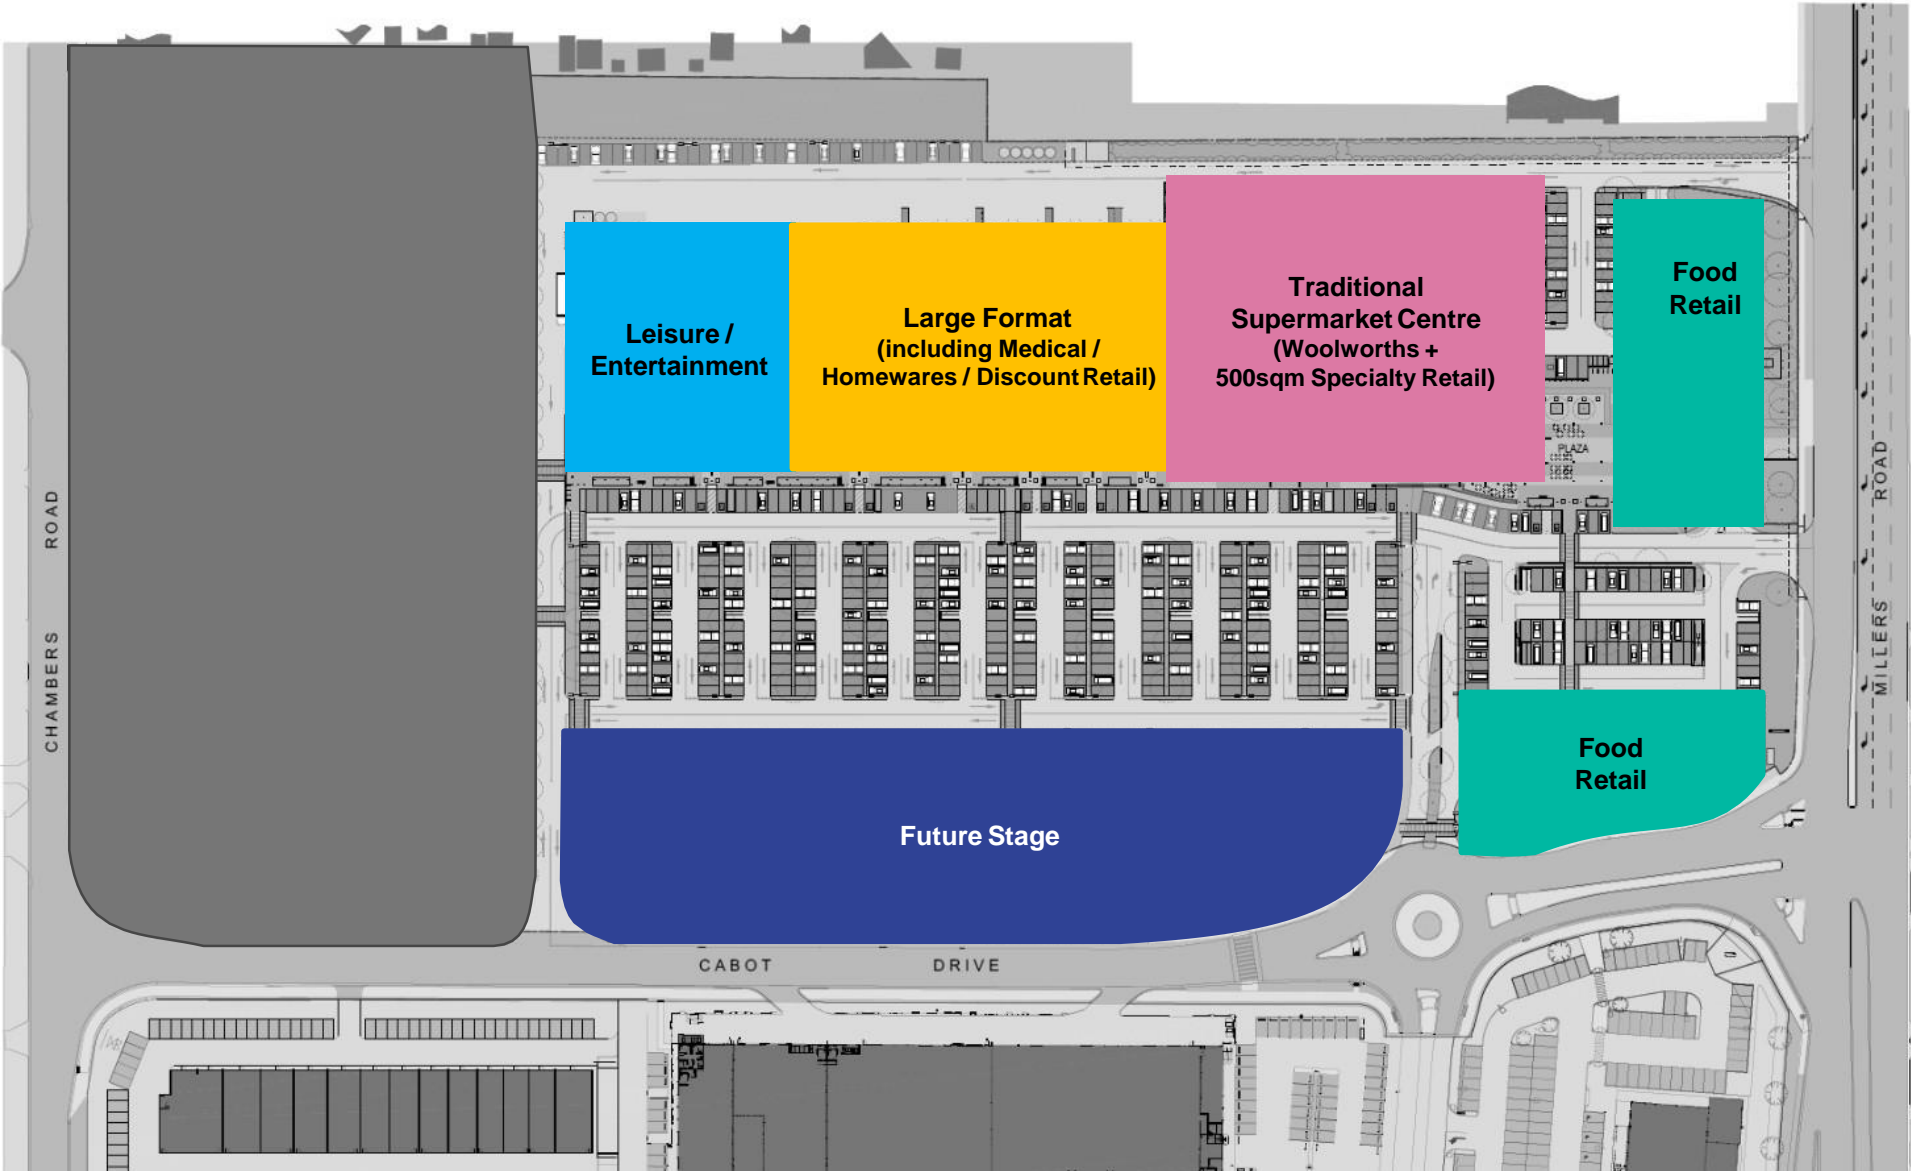 Leisure /
Entertainment
Large Format
(including Medical /
Homewares / Discount Retail)
Traditional
Supermarket Centre
(Woolworths +
500sqm Specialty Retail)
Food
Retail
PLAZA
CHAMBERS ROAD
MILLERS ROAD
Food
Retail
Future Stage
CABOT DRIVE